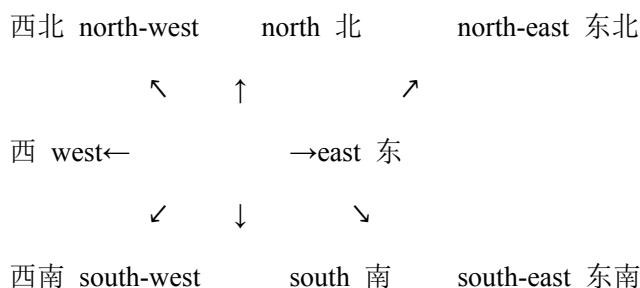 西北 north-west north 北 north-east 东北
↖ ↑ ↗
西 west← →east 东
↙ ↓ ↘
西南 south-west south 南 south-east 东南